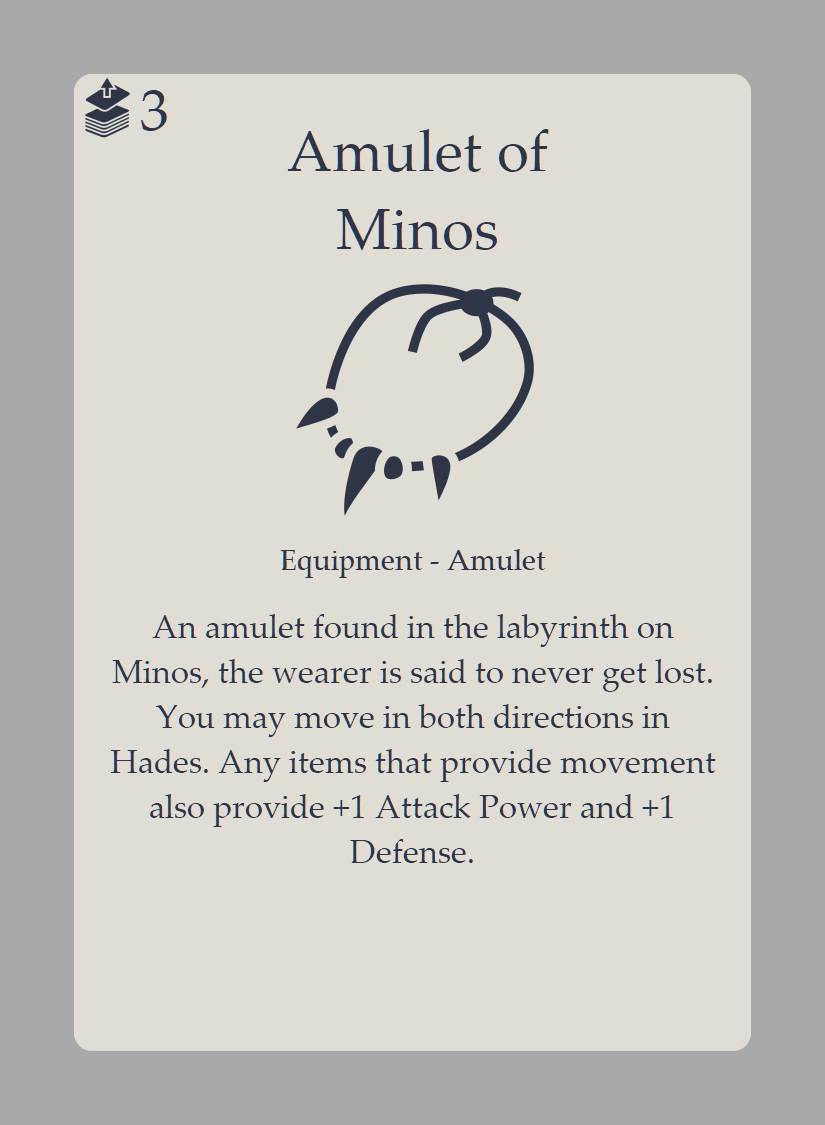 3
Amulet of
Minos
Equipment - Amulet
An amulet found in the labyrinth on
Minos, the wearer is said to never get lost.
You may move in both directions in
Hades. Any items that provide movement
also provide +1 Attack Power and +1
Defense.